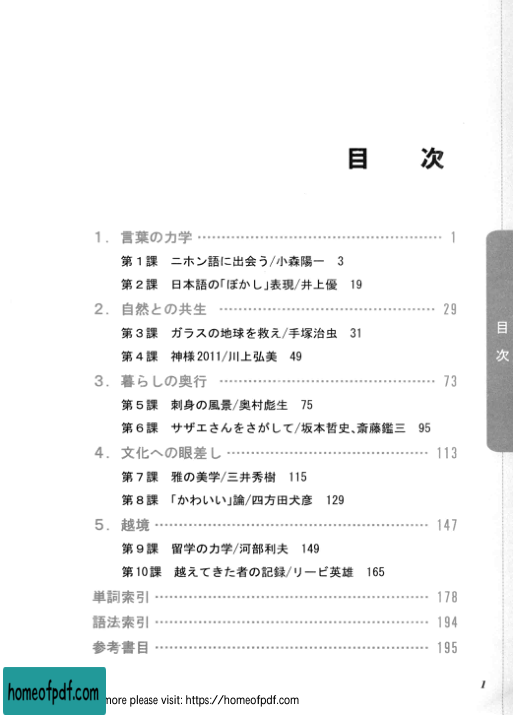 目 次
1. 言葉の力学 …………………………………… 1
第1課 ニホン語に出会う/小森陽一 3
第2課 日本語の「ぼかし」表現/井上優 19
2. 自然との共生 …………………………………… 29
第3課 ガラスの地球を救え/手塚治虫 31
第4課 神様2011/川上弘美 49
3. 暮らしの奥行 …………………………………… 73
第5課 刺身の風景/奥村彪生 75
第6課 サザエさんをさがして/坂本哲史、斎藤鑑三 95
4. 文化への眼差し …………………………………… 113
第7課 雅の美学/三井秀樹 115
第8課 「かわいい」論/四方田犬彦 129
5. 越境 …………………………………… 147
第9課 留学の力学/河部利夫 149
第10課 越えてきた者の記録/リービ英雄 165
単詞索引 …………………………………… 178
語法索引 …………………………………… 194
参考書目 …………………………………… 195
目次
1
homeofpdf.com
more please visit: https://homeofpdf.com